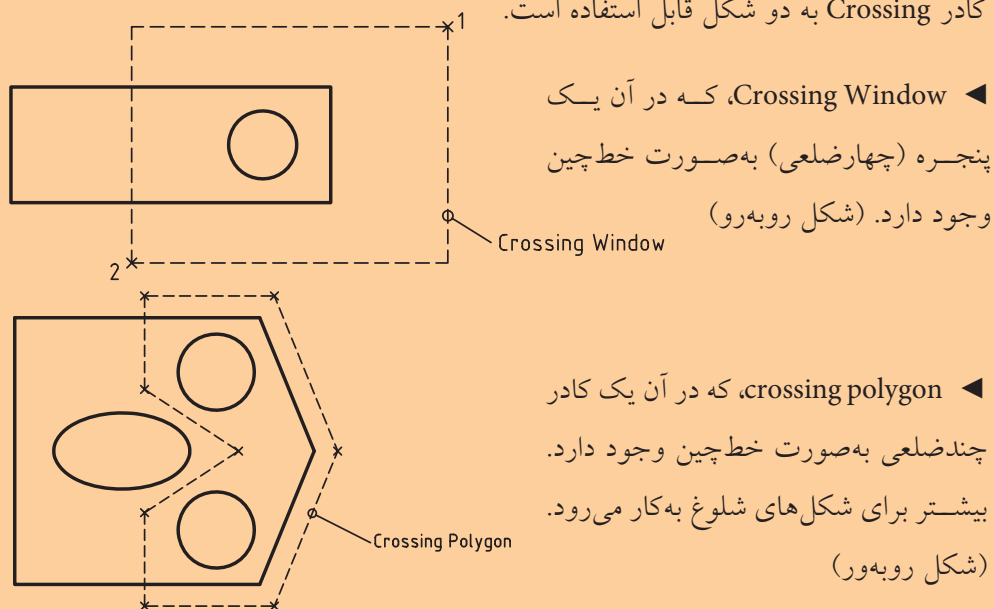 کادر Crossing به دو شکل قابل استفاده است.
1
◄ Crossing Window، که در آن یک
پنجره (چهارضلعی) به‌صورت خط‌چین
وجود دارد. (شکل روبه‌رو)
Crossing Window
2
◄ crossing polygon، که در آن یک کادر
چندضلعی به‌صورت خط‌چین وجود دارد.
بیشتر برای شکل‌های شلوغ به‌کار می‌رود.
(شکل روبه‌ور)
Crossing Polygon